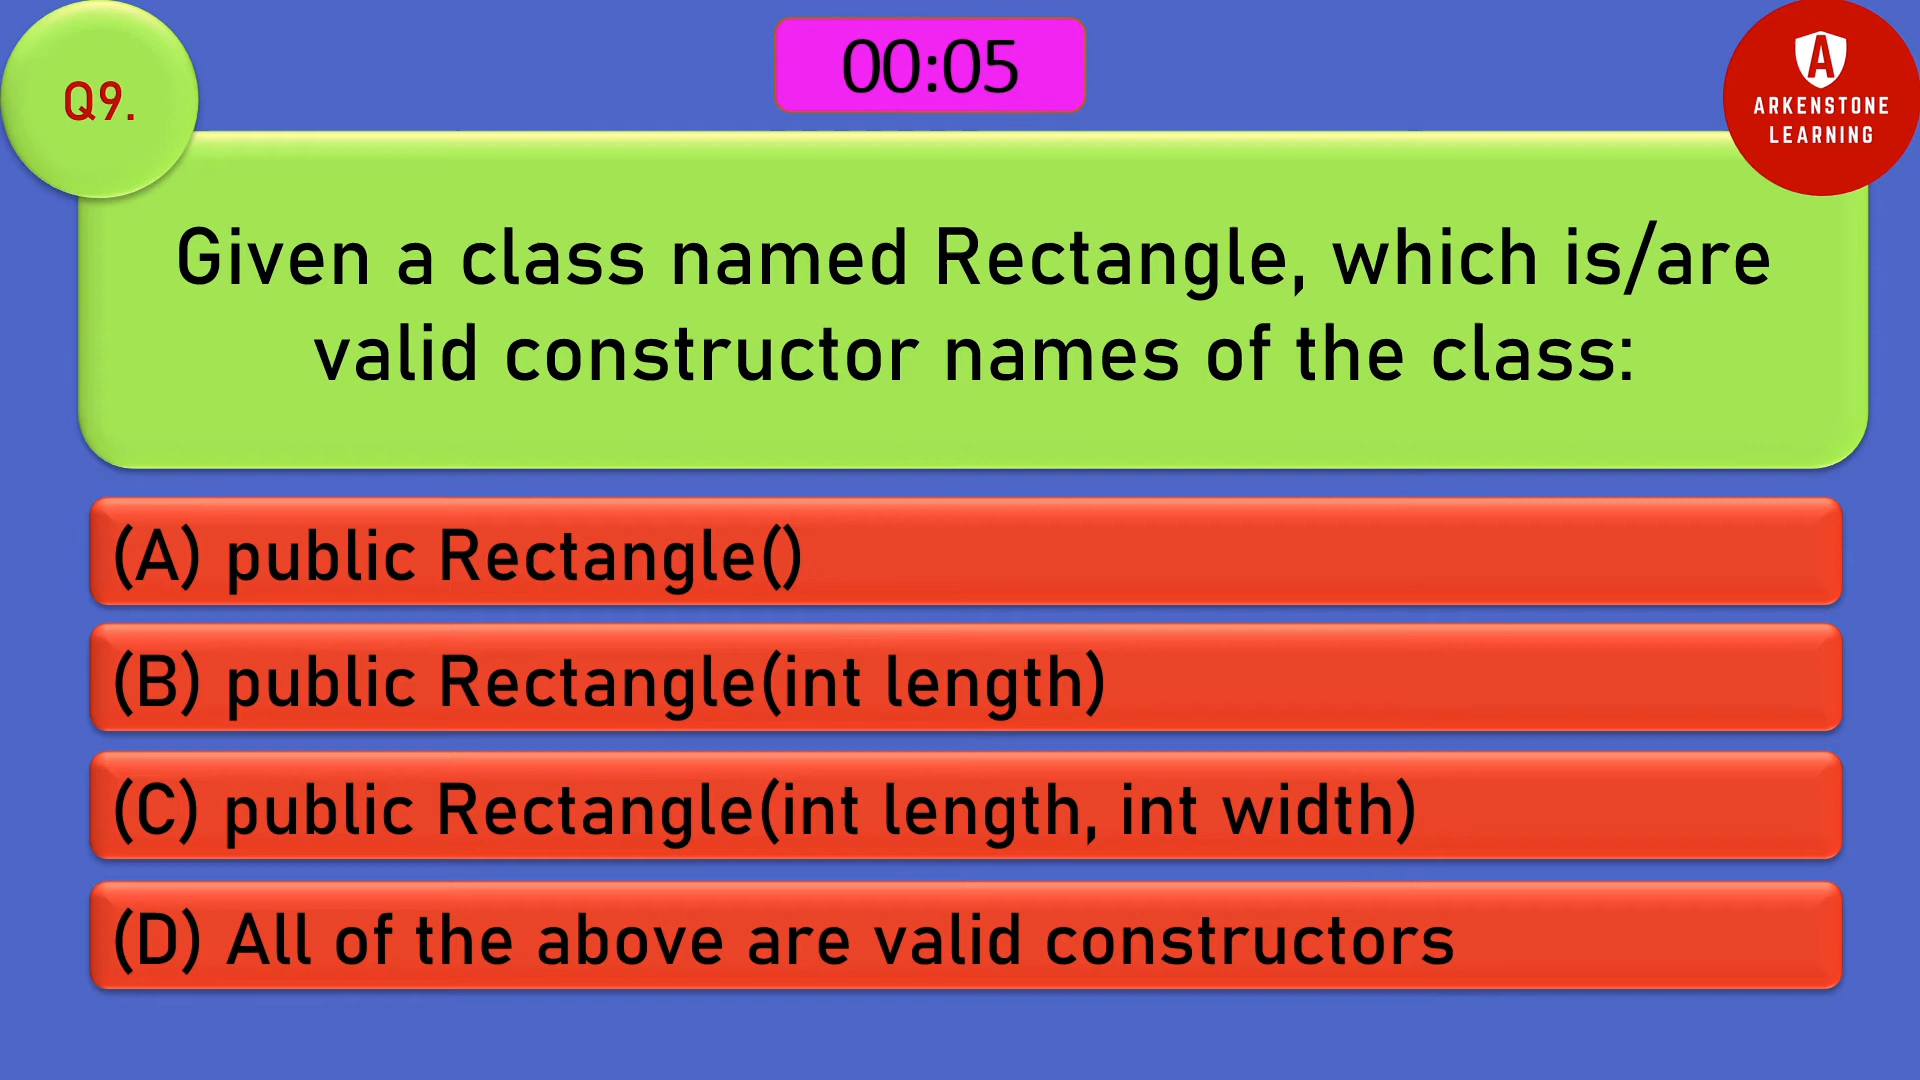 Q9.
00:05
A
ARKENSTONE
LEARNING
Given a class named Rectangle, which is/are
valid constructor names of the class:
(A) public Rectangle()
(B) public Rectangle(int length)
(C) public Rectangle(int length, int width)
(D) All of the above are valid constructors